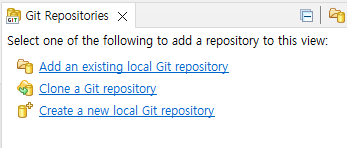 GIT Git Repositories
Select one of the following to add a repository to this view:
Add an existing local Git repository
Clone a Git repository
Create a new local Git repository